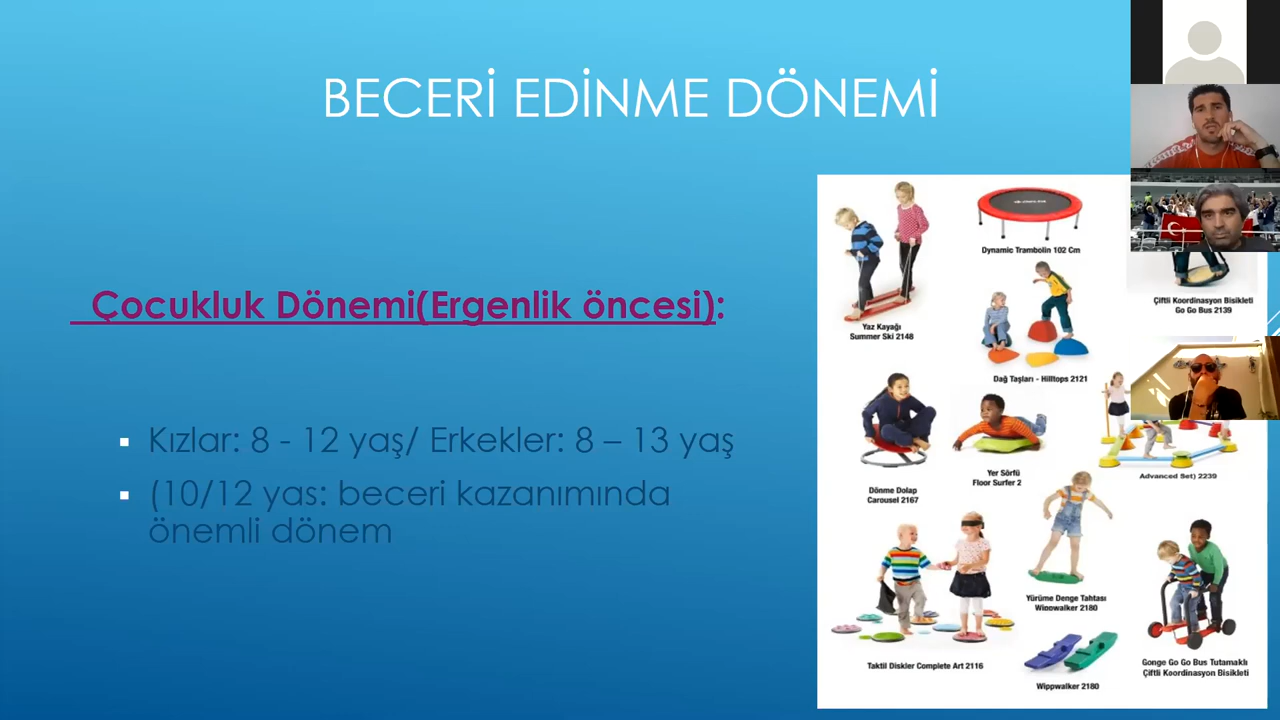 BECERİ EDİNME DÖNEMİ
Çocukluk Dönemi(Ergenlik öncesi):
Kızlar: 8 - 12 yaş/ Erkekler: 8 – 13 yaş
(10/12 yas: beceri kazanımında
önemli dönem
Dynamic Trambolin 102 Cm
Çiftli Koordinasyon Bisikleti
Go Go Bus 2139
Yaz Kayağı
Summer Ski 2148
Dağ Taşları - Hilltops 2121
Yer Sörfü
Floor Surfer 2
Advanced Set) 2239
Dönme Dolap
Carousel 2167
Yürüme Denge Tahtası
Wippwalker 2180
Taktil Diskler Complete Art 2116
Wippwalker 2180
Gonge Go Go Bus Tutamaklı
Çiftli Koordinasyon Bisikleti